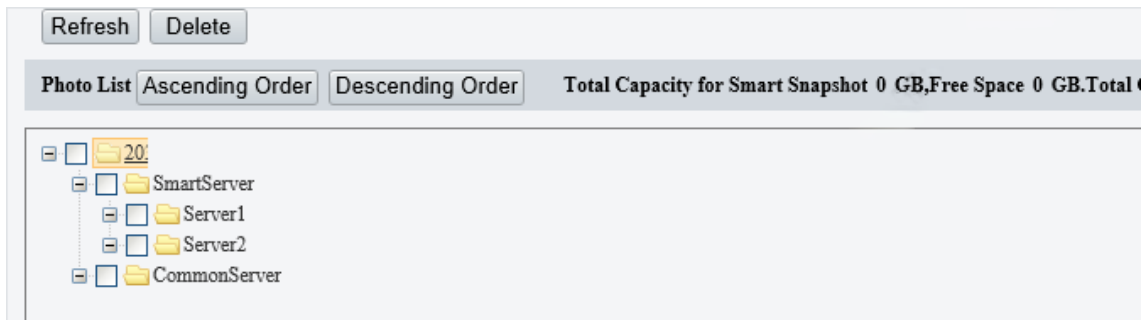 Refresh Delete
Photo List Ascending Order Descending Order Total Capacity for Smart Snapshot 0 GB,Free Space 0 GB.Total
SmartServer
Server1
Server2
CommonServer